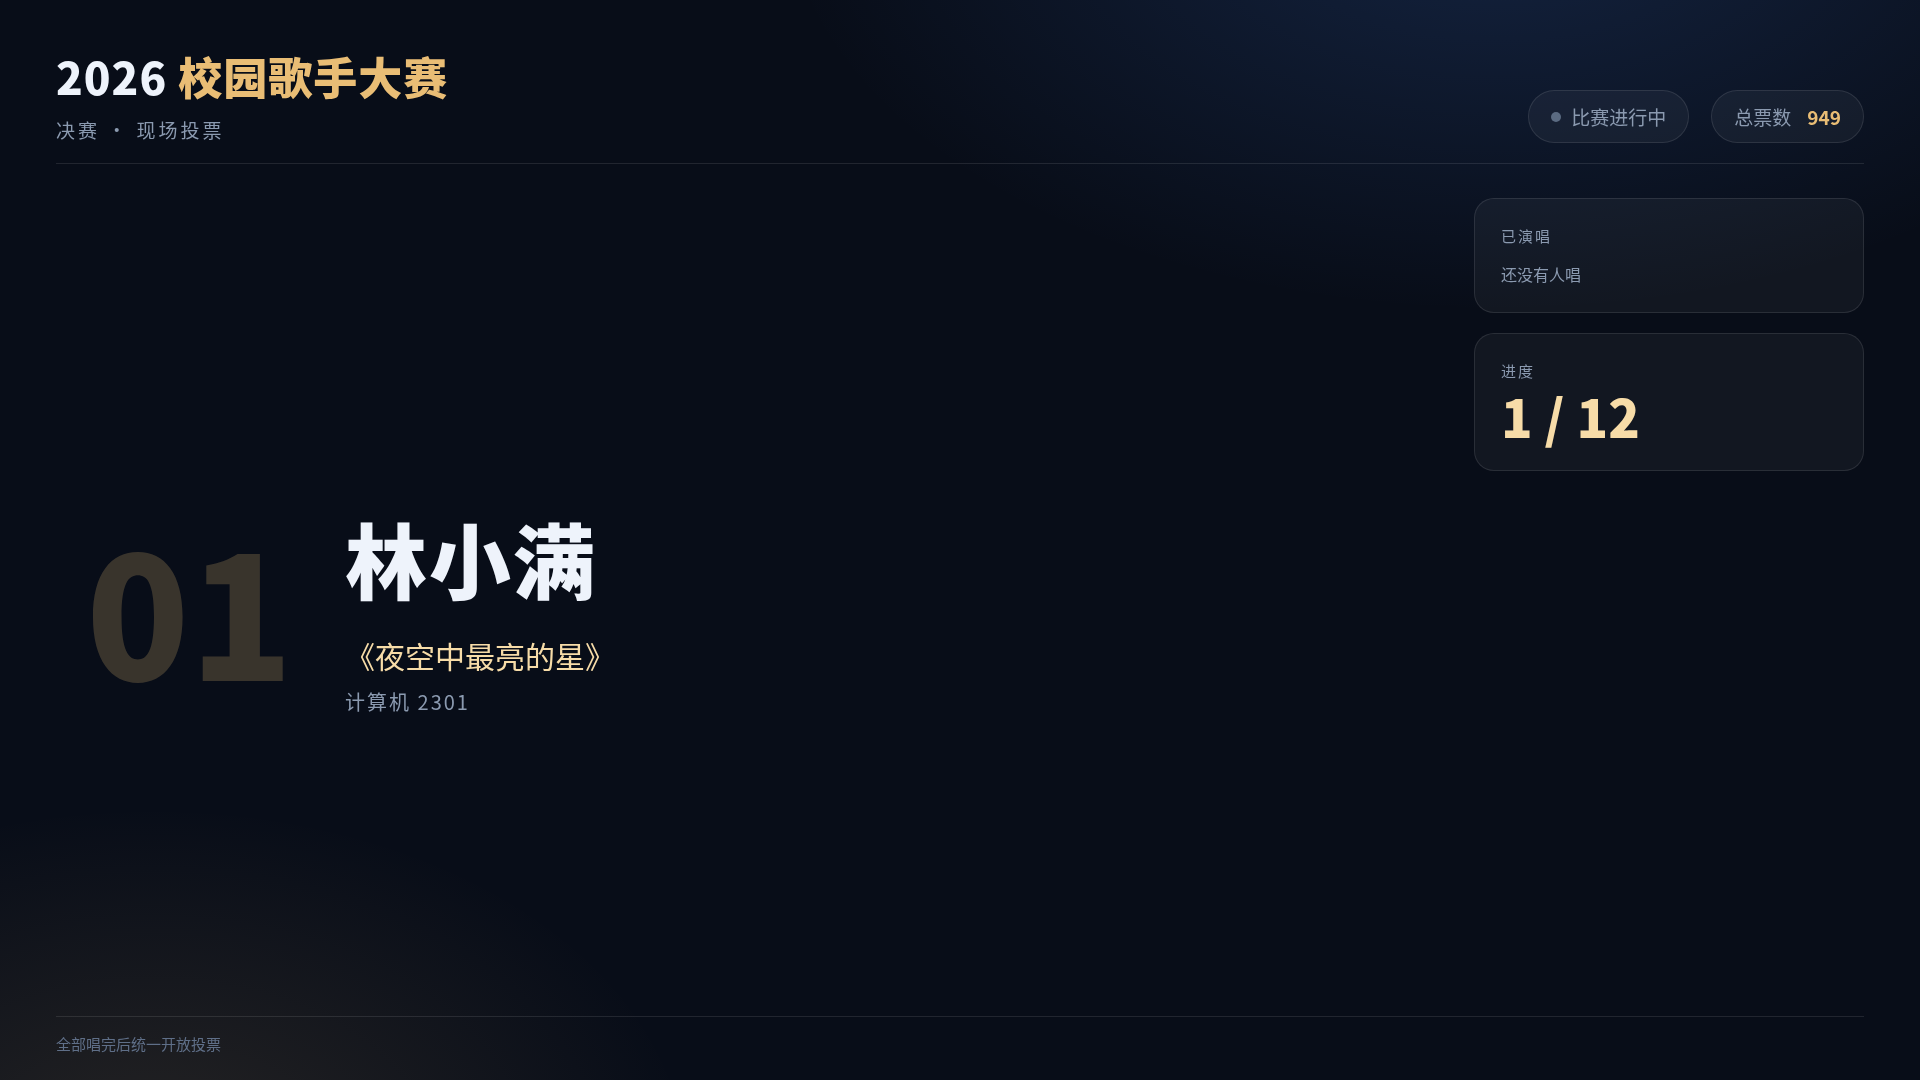 2026 校园歌手大赛
决赛 · 现场投票
比赛进行中
总票数 949
已演唱
还没有人唱
进度
1 / 12
01
林小满
《夜空中最亮的星》
计算机 2301
全部唱完后统一开放投票